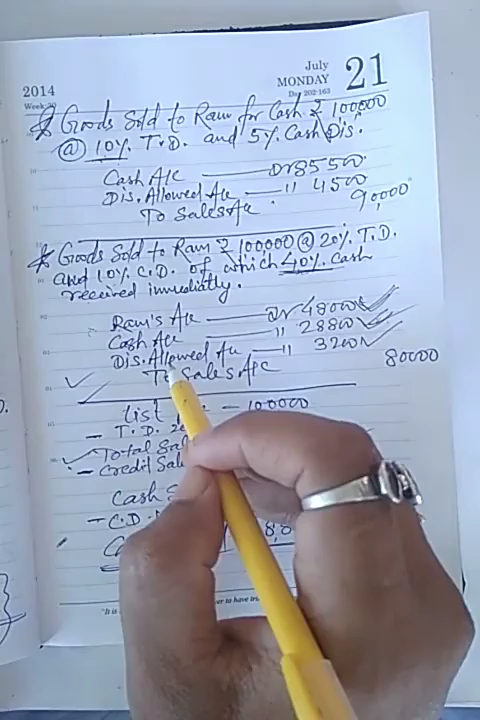 2014
July
MONDAY
21
Goods Sold to Ram for Cash ₹ 100000
@ 10% T.D. and 5% Cash Dis.
Cash A/c Dr 85500
Dis. Allowed A/c " 4500
To Sales A/c 90,000
Goods Sold to Ram ₹ 100000 @ 20% T.D.
and 10% C.D. of which 40% Cash
received immediatly.
Ram's A/c Dr 48000
Cash A/c " 28800
Dis. Allowed A/c " 3200
To Sales A/c 80000
List - 100000
- T.D.
Total Sal
- Credit Sal
Cash S
- C.D.
"It is